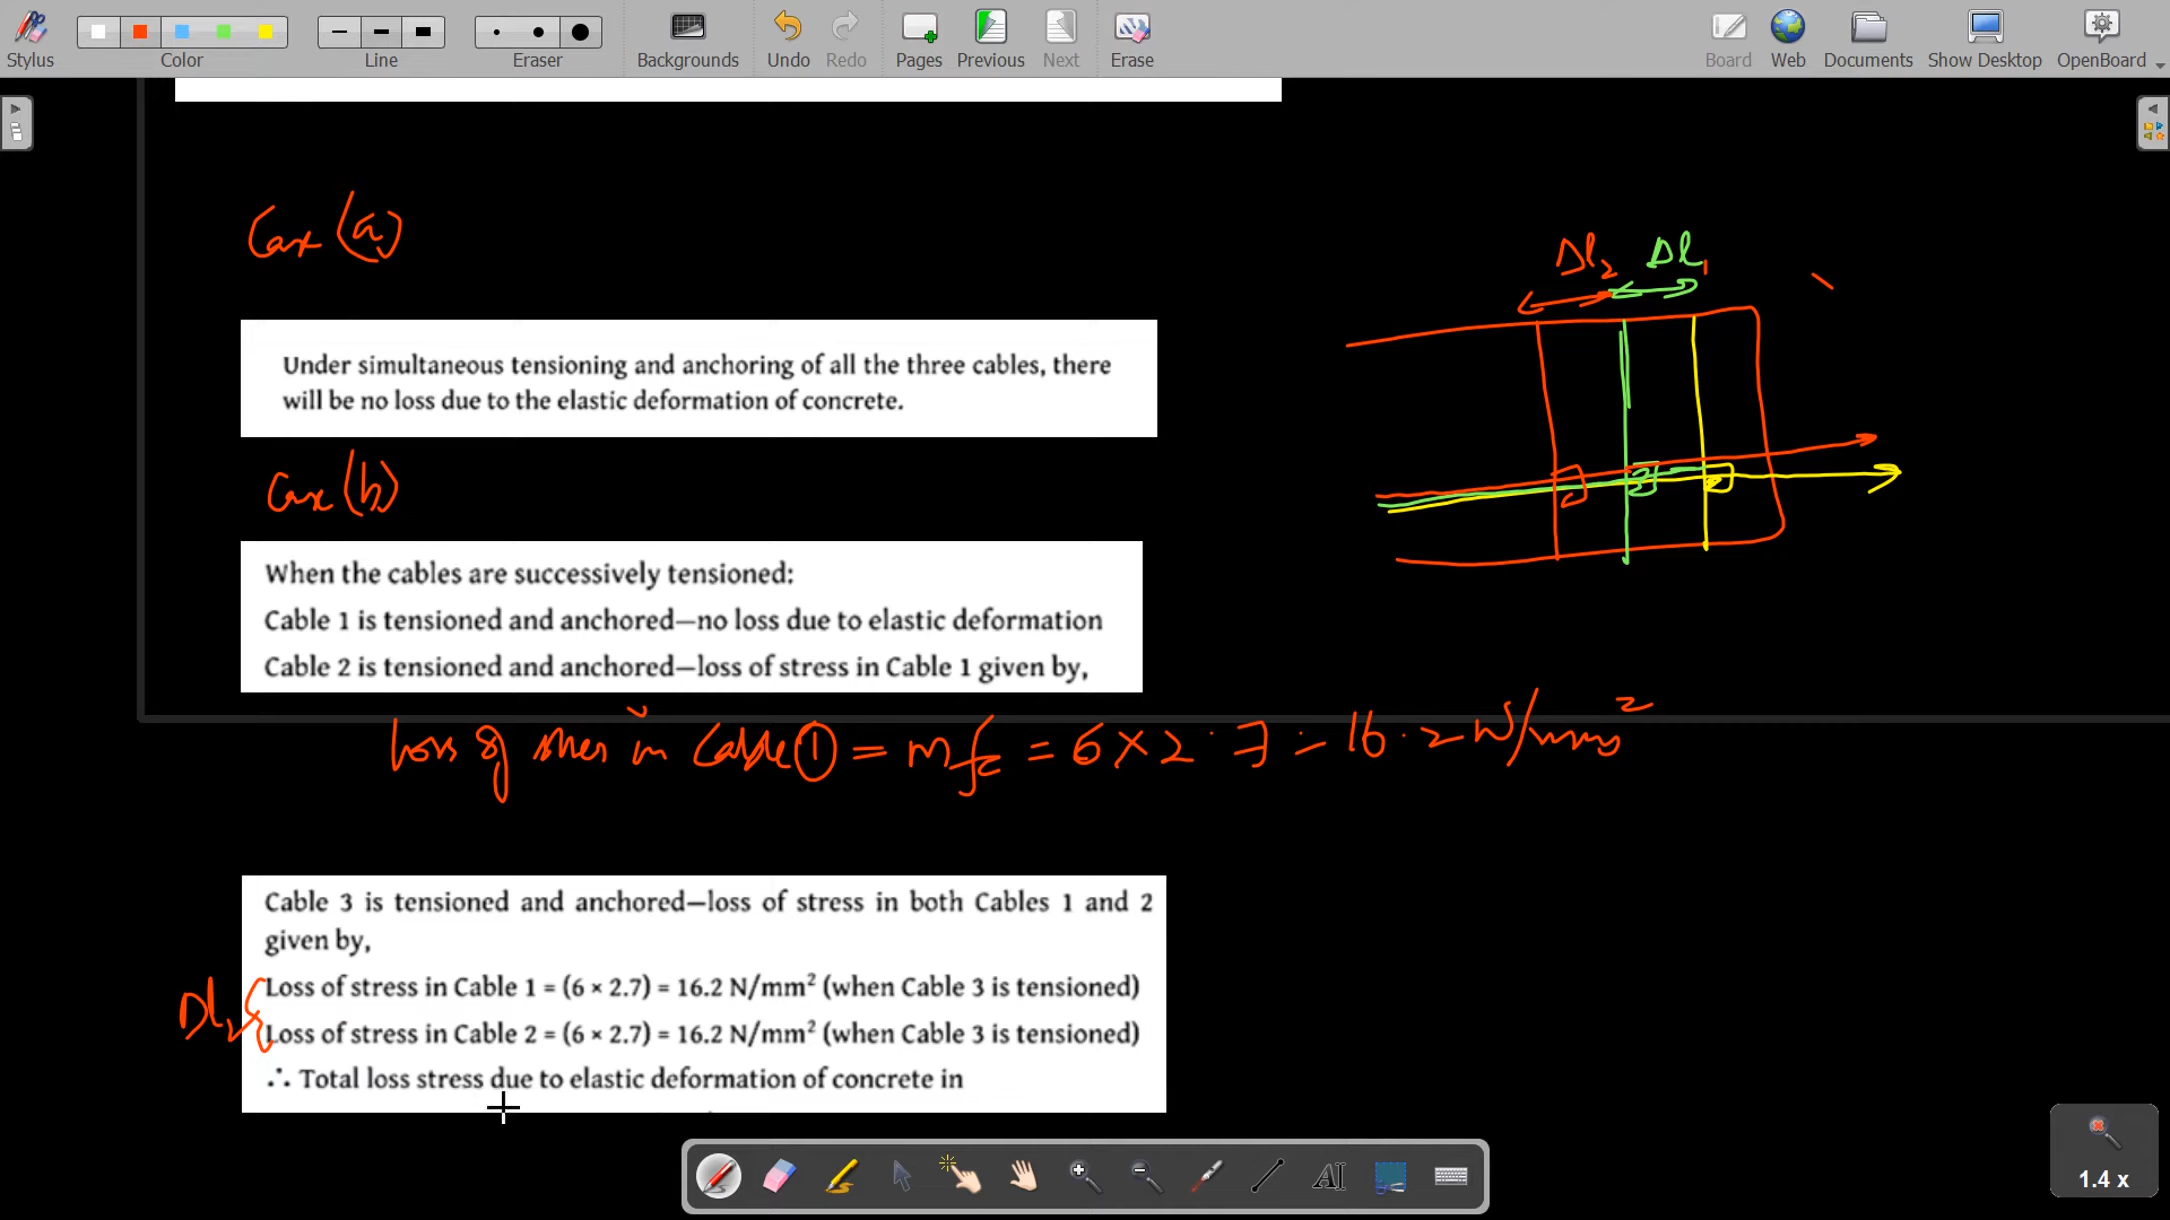 Stylus Color Line Eraser Backgrounds Undo Redo Pages Previous Next Erase Board Web Documents Show Desktop OpenBoard
Case (a)
Δl₂ Δl₁
Under simultaneous tensioning and anchoring of all the three cables, there
will be no loss due to the elastic deformation of concrete.
Case (b)
When the cables are successively tensioned:
Cable 1 is tensioned and anchored—no loss due to elastic deformation
Cable 2 is tensioned and anchored—loss of stress in Cable 1 given by,
loss of stress in Cable ① = mfc = 6 × 2.7 = 16.2 N/mm²
Cable 3 is tensioned and anchored—loss of stress in both Cables 1 and 2
given by,
Loss of stress in Cable 1 = (6 × 2.7) = 16.2 N/mm² (when Cable 3 is tensioned)
Δl₂
Loss of stress in Cable 2 = (6 × 2.7) = 16.2 N/mm² (when Cable 3 is tensioned)
∴ Total loss stress due to elastic deformation of concrete in
1.4 x